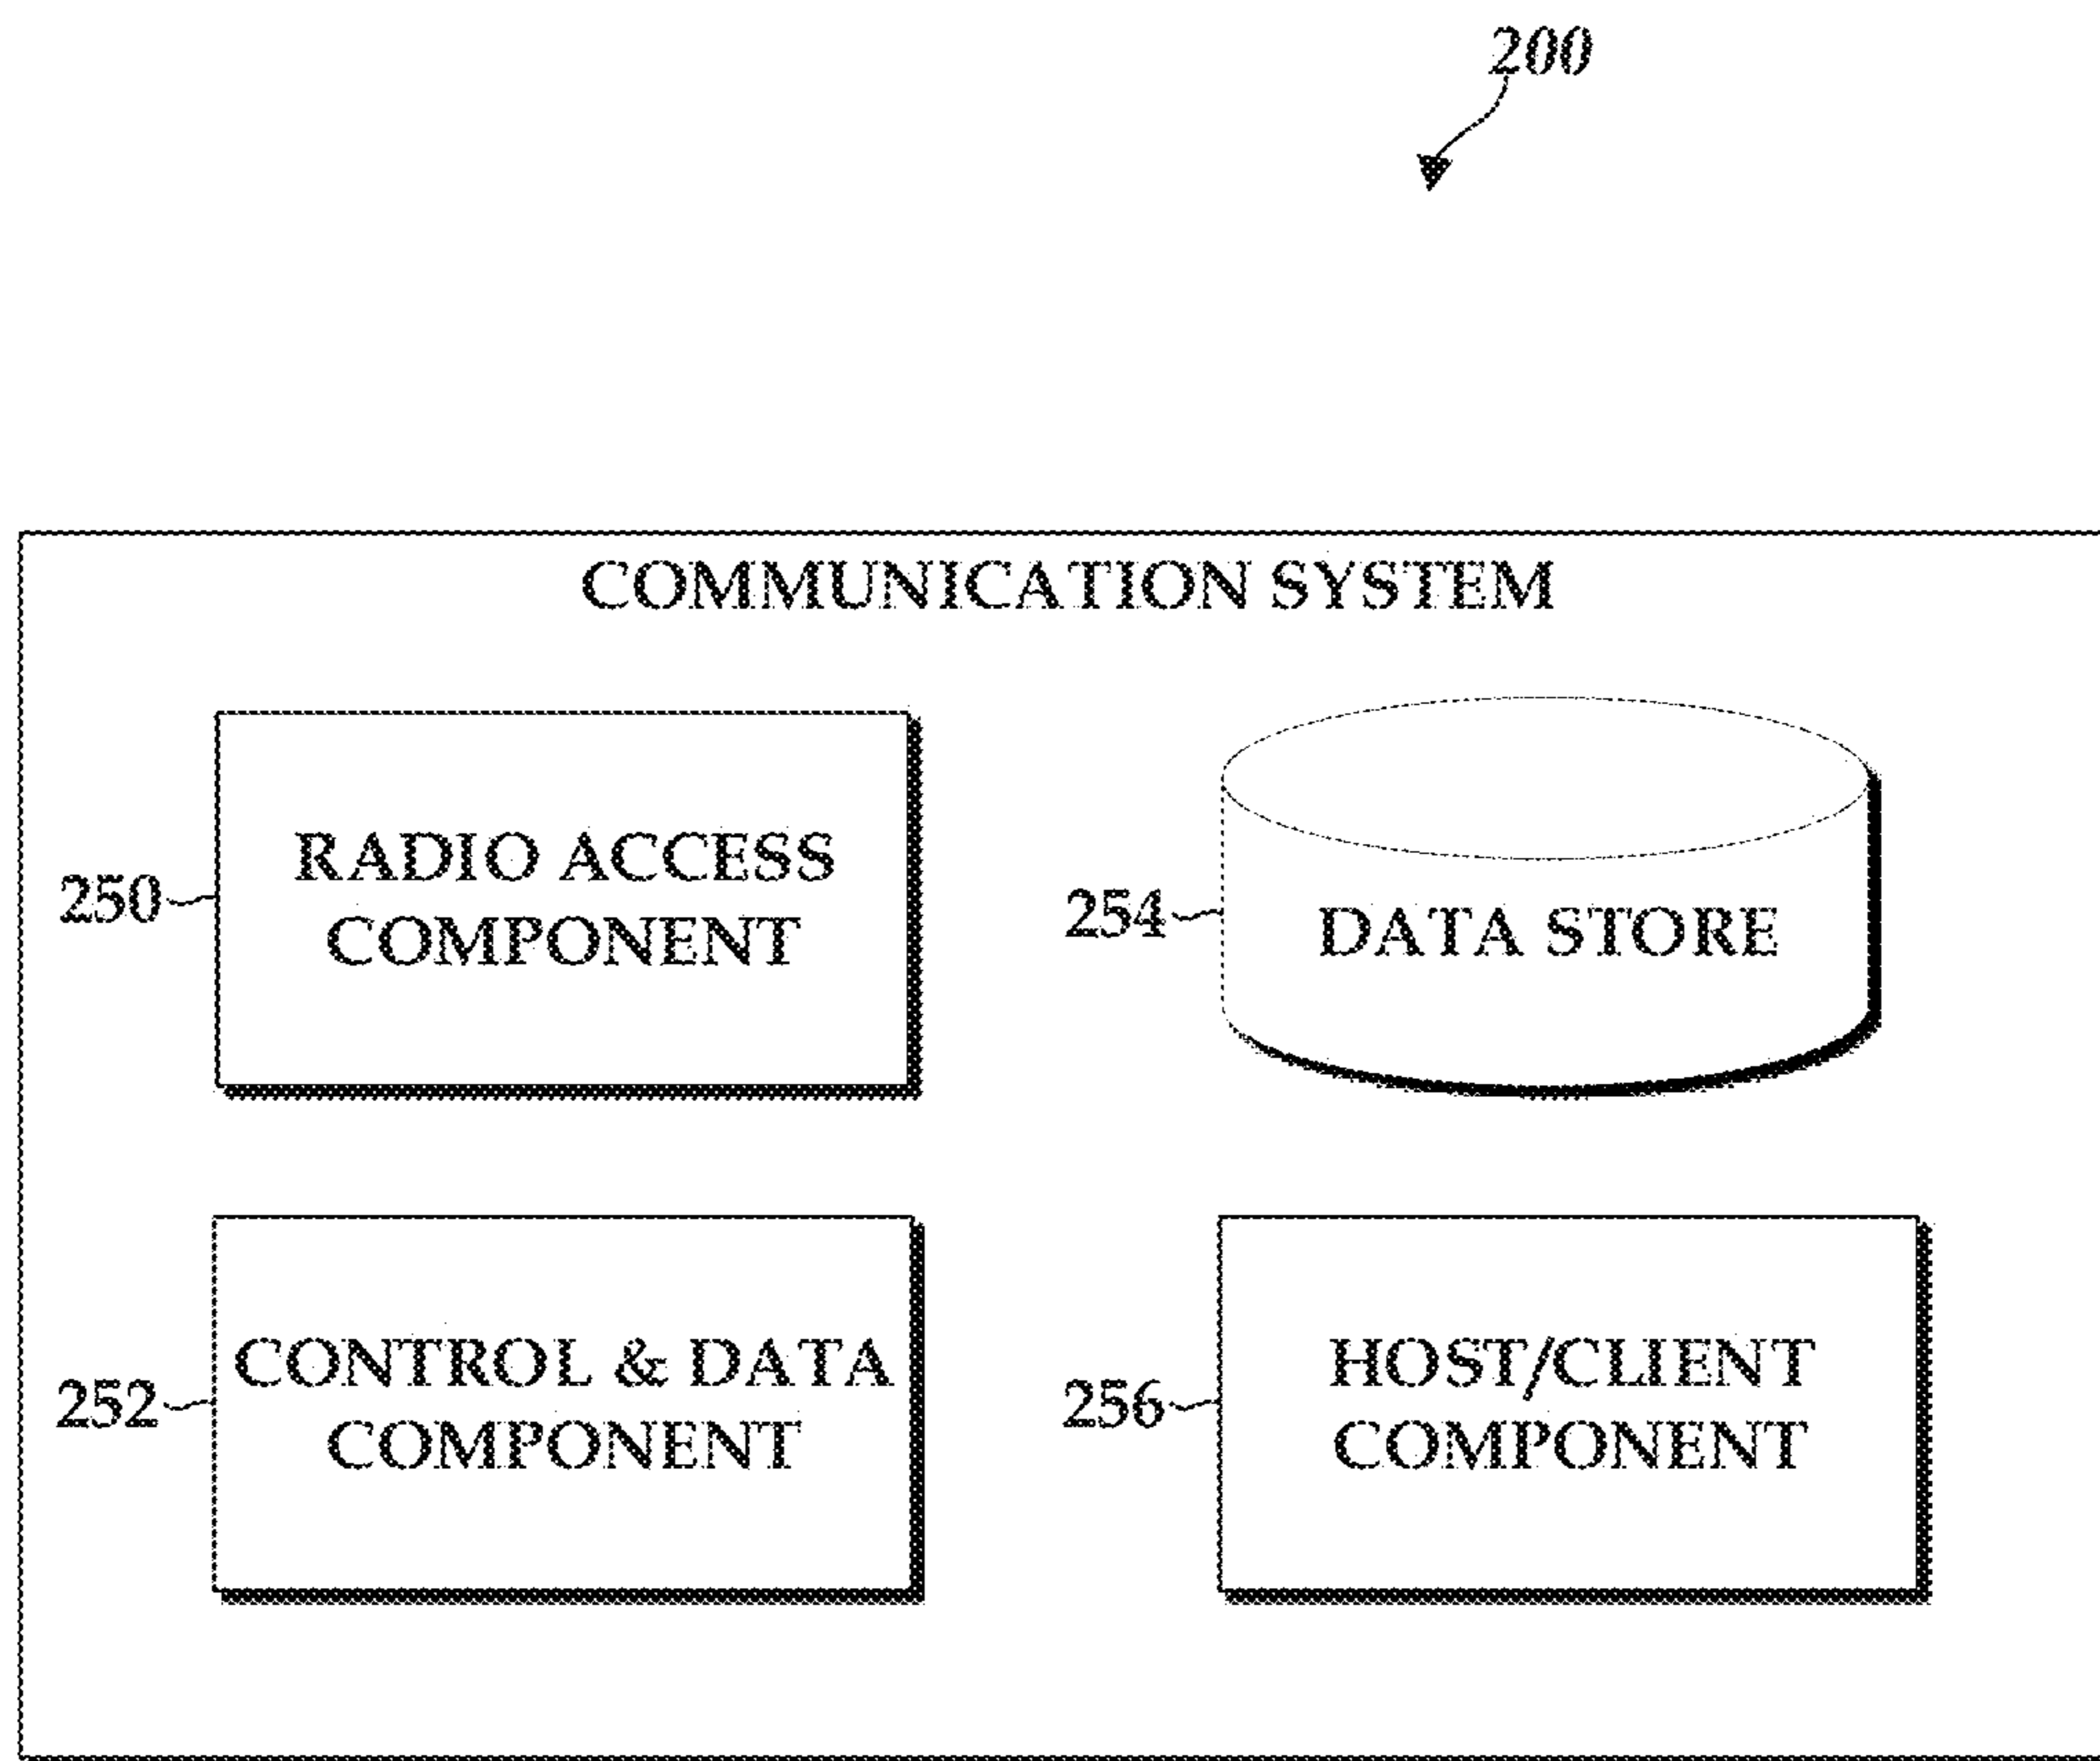 200
COMMUNICATION SYSTEM
RADIO ACCESS
COMPONENT
250
DATA STORE
254
CONTROL & DATA
COMPONENT
252
HOST/CLIENT
COMPONENT
256